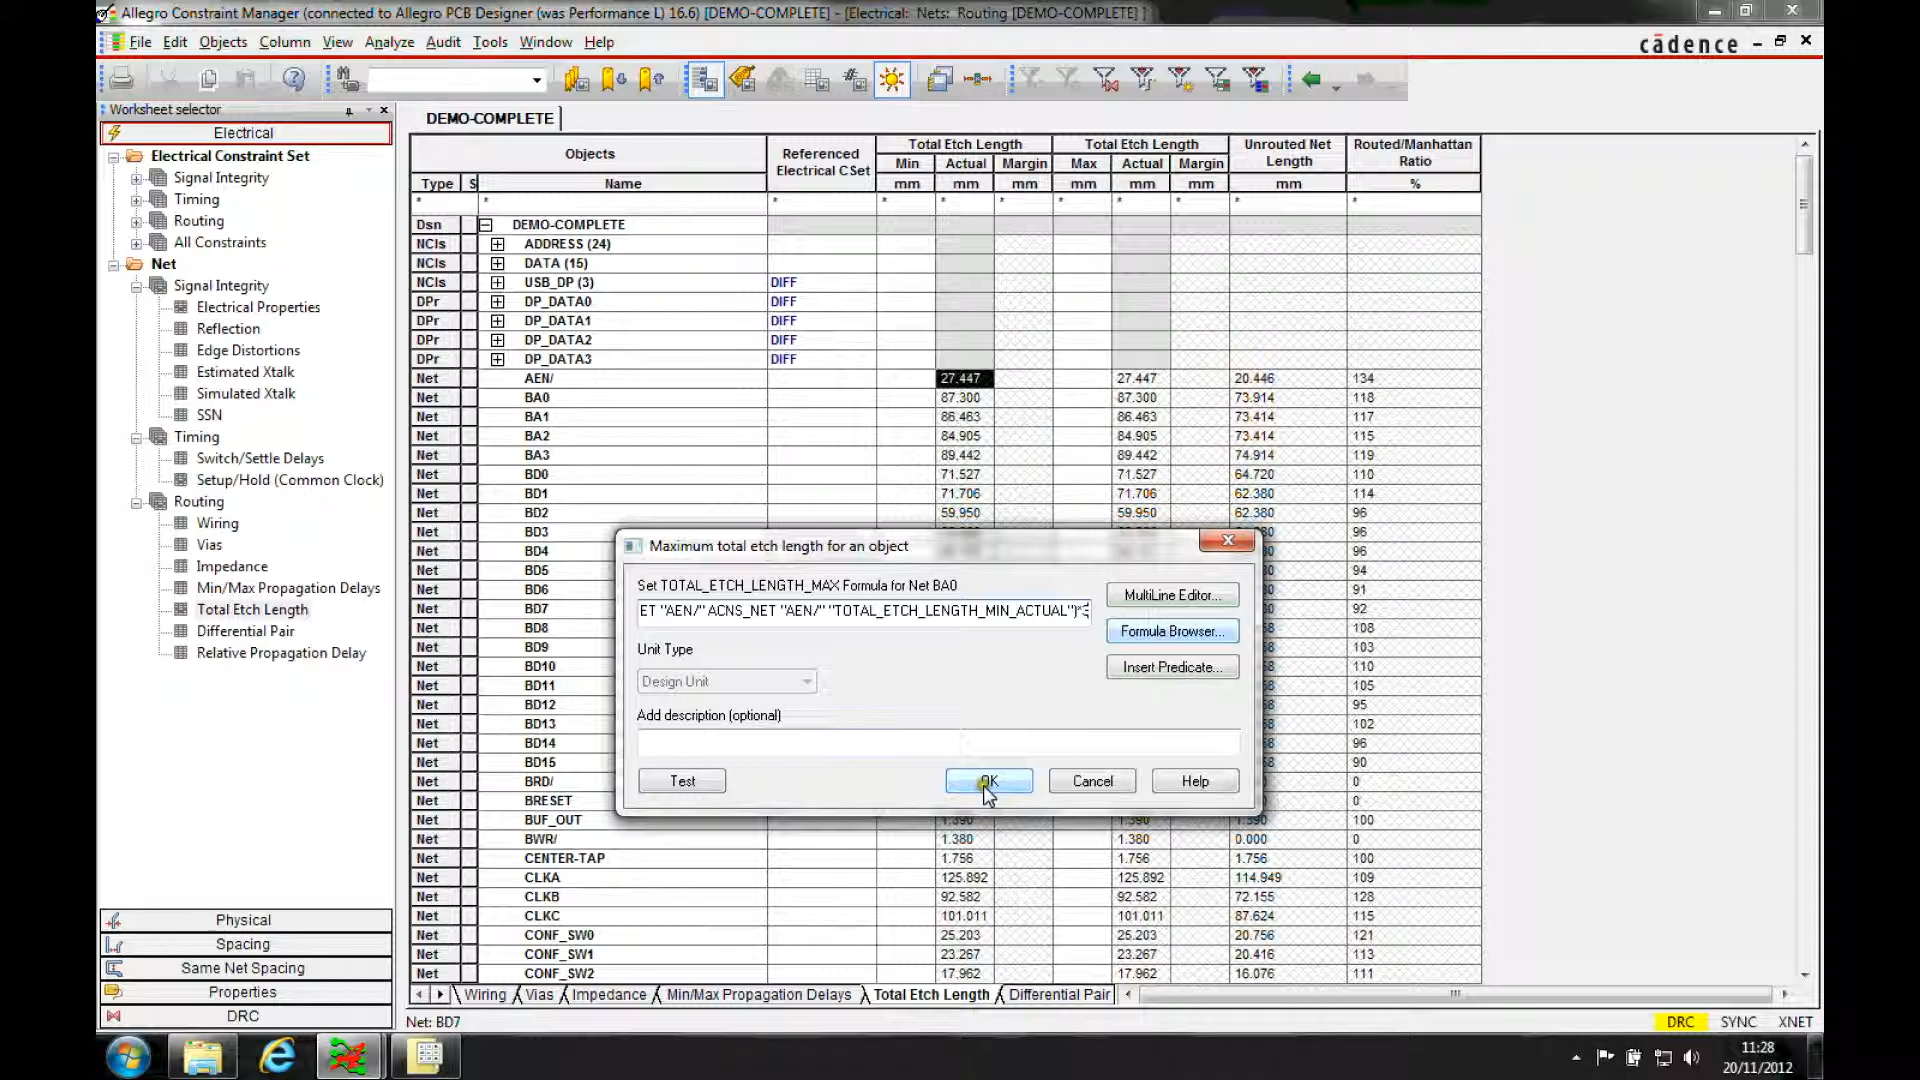 Allegro Constraint Manager (connected to Allegro PCB Designer (was Performance L) 16.6) [DEMO-COMPLETE] - [Electrical: Nets: Routing [DEMO-COMPLETE] ]
File Edit Objects Column View Analyze Audit Tools Window Help
cādence
Worksheet selector
DEMO-COMPLETE
Electrical
Electrical Constraint Set
Signal Integrity
Timing
Routing
All Constraints
Net
Signal Integrity
Electrical Properties
Reflection
Edge Distortions
Estimated Xtalk
Simulated Xtalk
SSN
Timing
Switch/Settle Delays
Setup/Hold (Common Clock)
Routing
Wiring
Vias
Impedance
Min/Max Propagation Delays
Total Etch Length
Differential Pair
Relative Propagation Delay
Physical
Spacing
Same Net Spacing
Properties
DRC
Objects Referenced Electrical CSet Total Etch Length Total Etch Length Unrouted Net Length Routed/Manhattan Ratio
Min Actual Margin Max Actual Margin
Type S Name mm mm mm mm mm mm mm %
* * * * * * * * * *
Dsn DEMO-COMPLETE
NCls ADDRESS (24)
NCls DATA (15)
NCls USB_DP (3) DIFF
DPr DP_DATA0 DIFF
DPr DP_DATA1 DIFF
DPr DP_DATA2 DIFF
DPr DP_DATA3 DIFF
Net AEN/ 27.447 27.447 20.446 134
Net BA0 87.300 87.300 73.914 118
Net BA1 86.463 86.463 73.414 117
Net BA2 84.905 84.905 73.414 115
Net BA3 89.442 89.442 74.914 119
Net BD0 71.527 71.527 64.720 110
Net BD1 71.706 71.706 62.380 114
Net BD2 59.950 59.950 62.380 96
Net BD3 96
Net BD4 96
Net BD5 94
Net BD6 91
Net BD7 92
Net BD8 108
Net BD9 103
Net BD10 110
Net BD11 105
Net BD12 95
Net BD13 102
Net BD14 96
Net BD15 90
Net BRD/ 0
Net BRESET 0
Net BUF_OUT 1.390 1.390 1.390 100
Net BWR/ 1.380 1.380 0.000 0
Net CENTER-TAP 1.756 1.756 1.756 100
Net CLKA 125.892 125.892 114.949 109
Net CLKB 92.582 92.582 72.155 128
Net CLKC 101.011 101.011 87.624 115
Net CONF_SW0 25.203 25.203 20.756 121
Net CONF_SW1 23.267 23.267 20.416 113
Net CONF_SW2 17.962 17.962 16.076 111
Maximum total etch length for an object
Set TOTAL_ETCH_LENGTH_MAX Formula for Net BA0
ET "AEN/" ACNS_NET "AEN/" "TOTAL_ETCH_LENGTH_MIN_ACTUAL")*
MultiLine Editor...
Formula Browser...
Insert Predicate...
Unit Type
Design Unit
Add description (optional)
Test OK Cancel Help
Wiring Vias Impedance Min/Max Propagation Delays Total Etch Length Differential Pair
Net: BD7
DRC SYNC XNET
11:28
20/11/2012